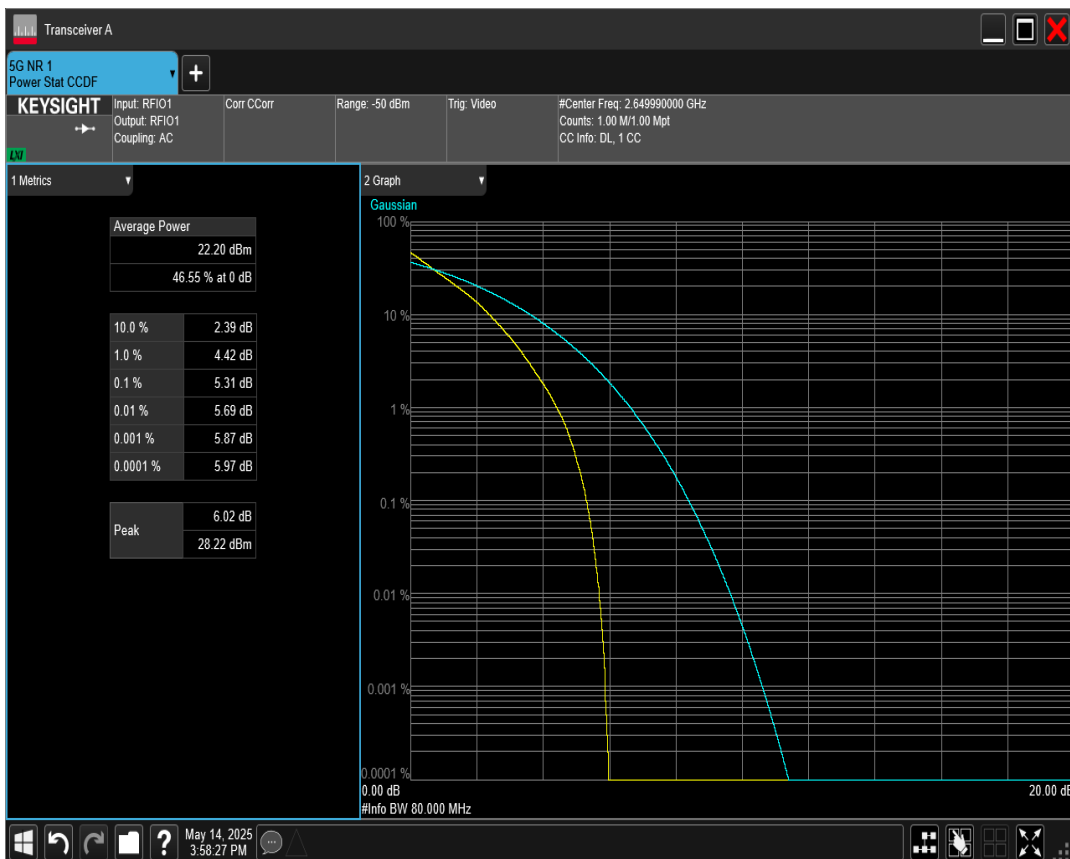 Transceiver A
5G NR 1
Power Stat CCDF
KEYSIGHT
LXI
Input: RFIO1
Output: RFIO1
Coupling: AC
Corr CCorr
Range: -50 dBm
Trig: Video
#Center Freq: 2.649990000 GHz
Counts: 1.00 M/1.00 Mpt
CC Info: DL, 1 CC
1 Metrics
Average Power
22.20 dBm
46.55 % at 0 dB
10.0 % 2.39 dB
1.0 % 4.42 dB
0.1 % 5.31 dB
0.01 % 5.69 dB
0.001 % 5.87 dB
0.0001 % 5.97 dB
Peak
6.02 dB
28.22 dBm
2 Graph
Gaussian
100 %
10 %
1 %
0.1 %
0.01 %
0.001 %
0.0001 %
0.00 dB 20.00 dB
#Info BW 80.000 MHz
? May 14, 2025
3:58:27 PM